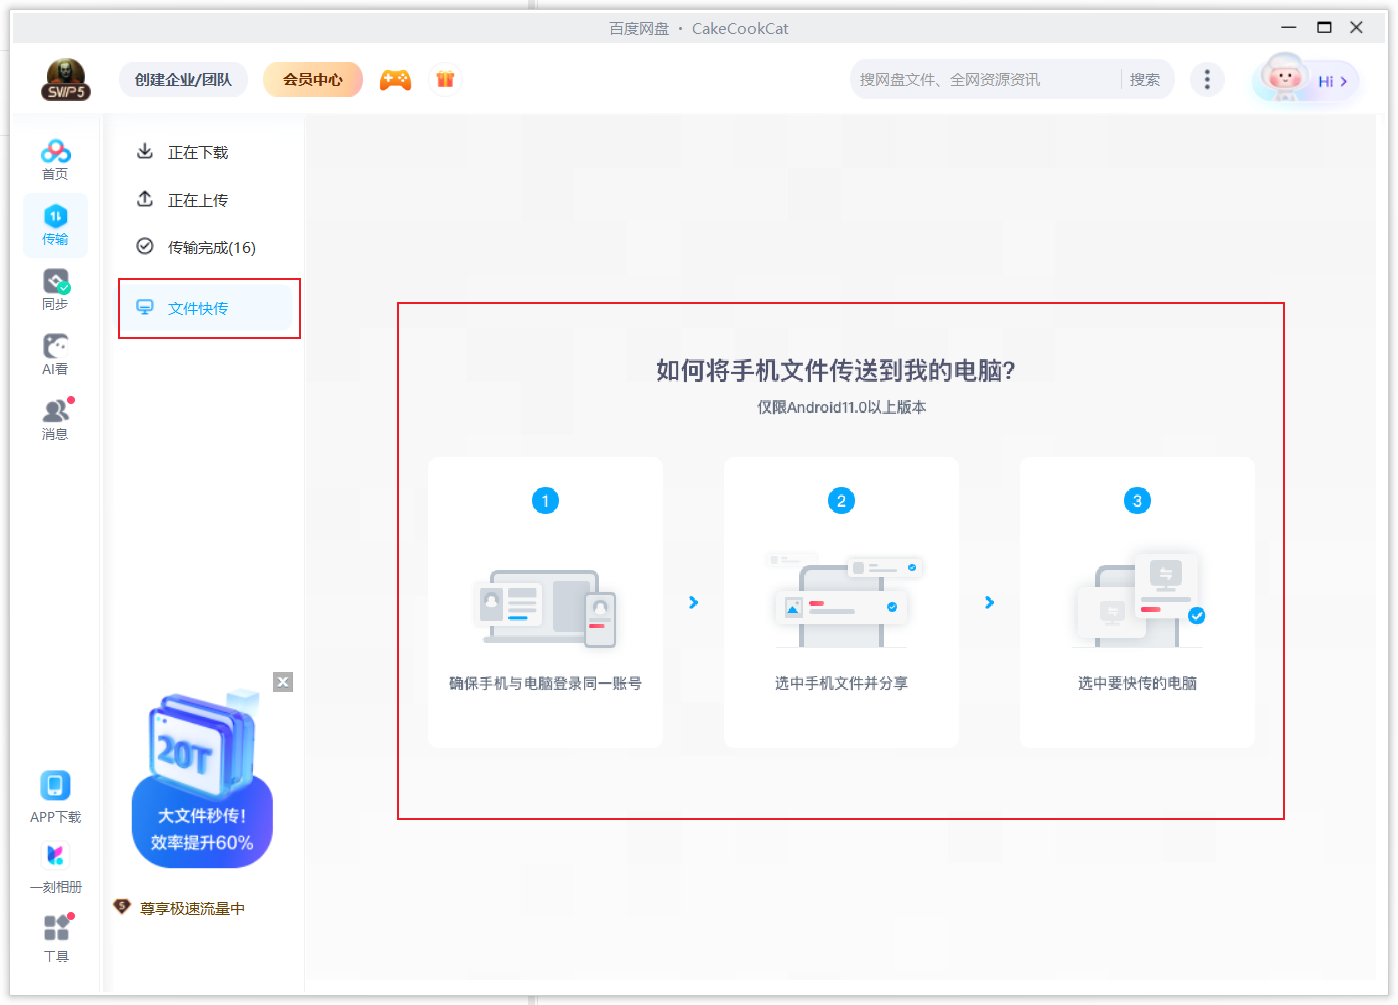 百度网盘 · CakeCookCat
SVIP5
创建企业/团队
会员中心
搜网盘文件、全网资源资讯
搜索
Hi
首页
传输
同步
AI看
消息
APP下载
一刻相册
工具
正在下载
正在上传
传输完成(16)
文件快传
20T
大文件秒传!
效率提升60%
5
尊享极速流量中
如何将手机文件传送到我的电脑?
仅限Android11.0以上版本
1
确保手机与电脑登录同一账号
2
选中手机文件并分享
3
选中要快传的电脑